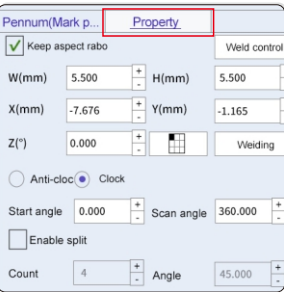 Pennum(Mark p... Property
Keep aspect rabo Weld control
W(mm) 5.500 + - H(mm) 5.500
X(mm) -7.676 + - Y(mm) -1.165
Z(°) 0.000 + - Weiding
Anti-cloc Clock
Start angle 0.000 + - Scan angle 360.000 + -
Enable split
Count 4 + - Angle 45.000 + -